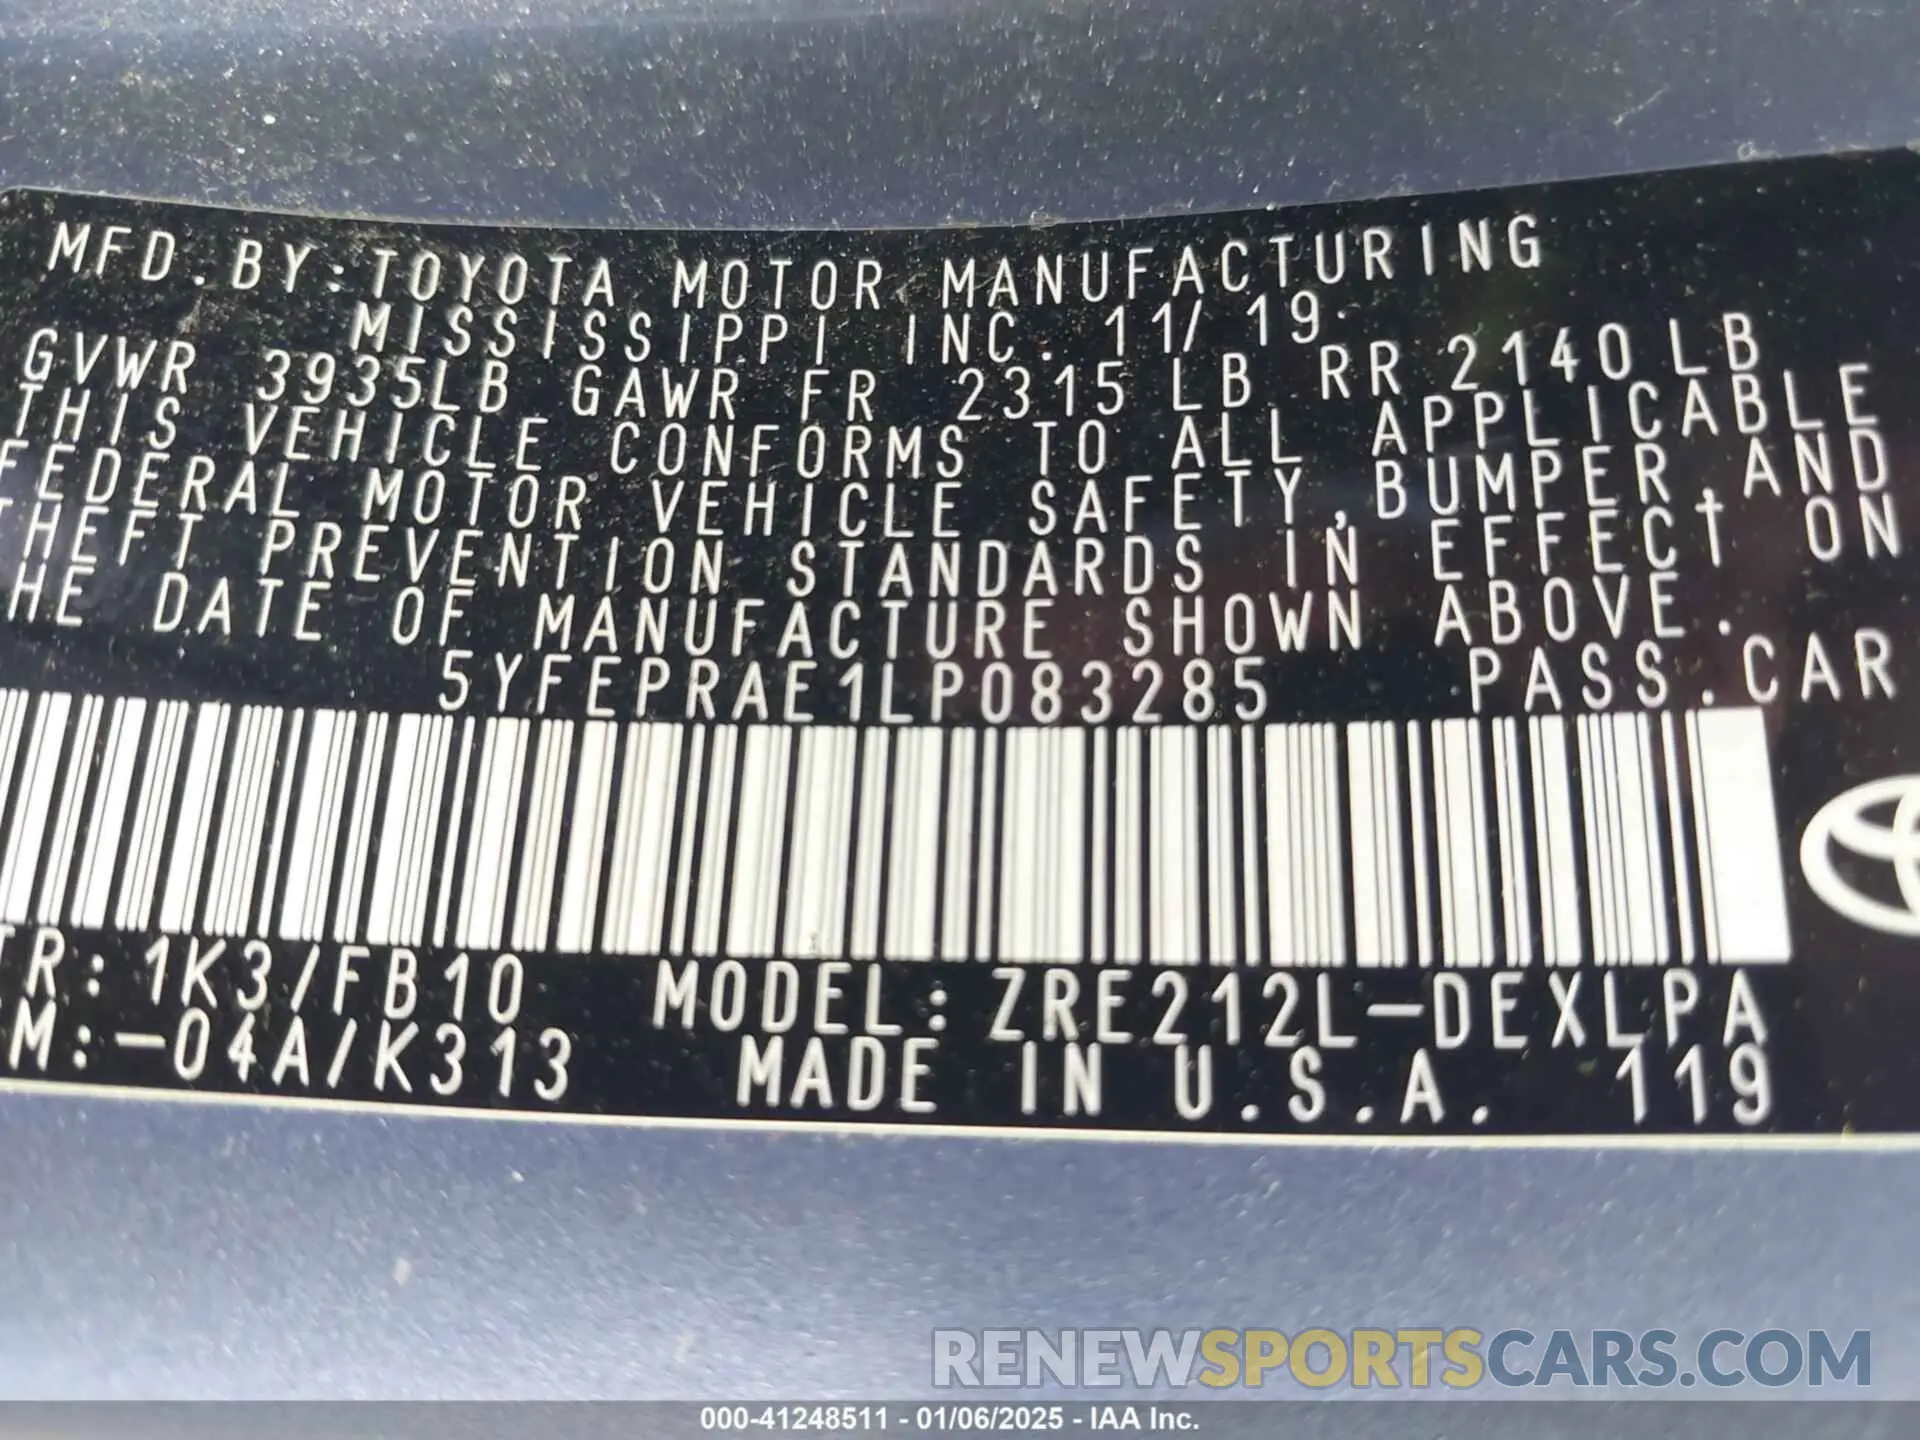 MFD.BY:TOYOTA MOTOR MANUFACTURING
MISSISSIPPI INC. 11/19
GVWR 3935LB GAWR FR 2315LB RR 2140LB
THIS VEHICLE CONFORMS TO ALL APPLICABLE
FEDERAL MOTOR VEHICLE SAFETY,BUMPER,AND
THEFT PREVENTION STANDARDS IN EFFECT ON
HE DATE OF MANUFACTURE SHOWN ABOVE.
5YFEPRAE1LP083285 PASS.CAR
TR: 1K3/FB10 MODEL: ZRE212L-DEXLPA
M:-04A/K313 MADE IN U.S.A. 119
RENEWSPORTSCARS.COM
000-41248511 - 01/06/2025 - IAA Inc.